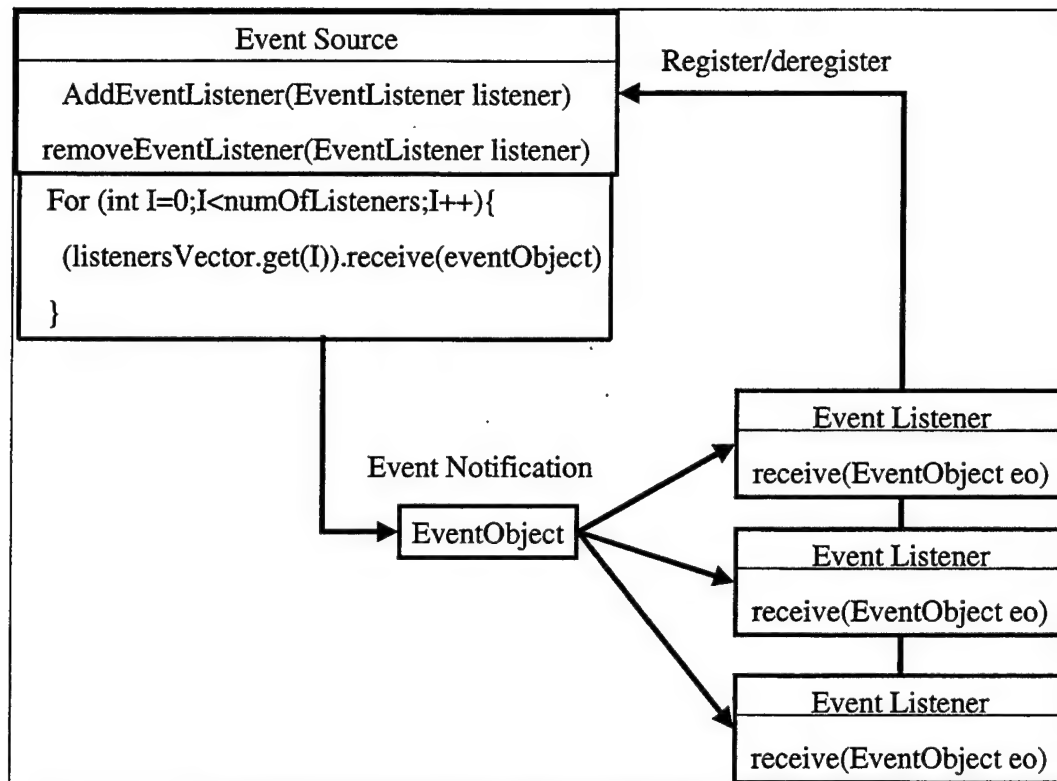 Event Source
AddEventListener(EventListener listener)
removeEventListener(EventListener listener)
For (int I=0;I<numOfListeners;I++){
(listenersVector.get(I)).receive(eventObject)
}
Register/deregister
Event Notification
EventObject
Event Listener
receive(EventObject eo)
Event Listener
receive(EventObject eo)
Event Listener
receive(EventObject eo)